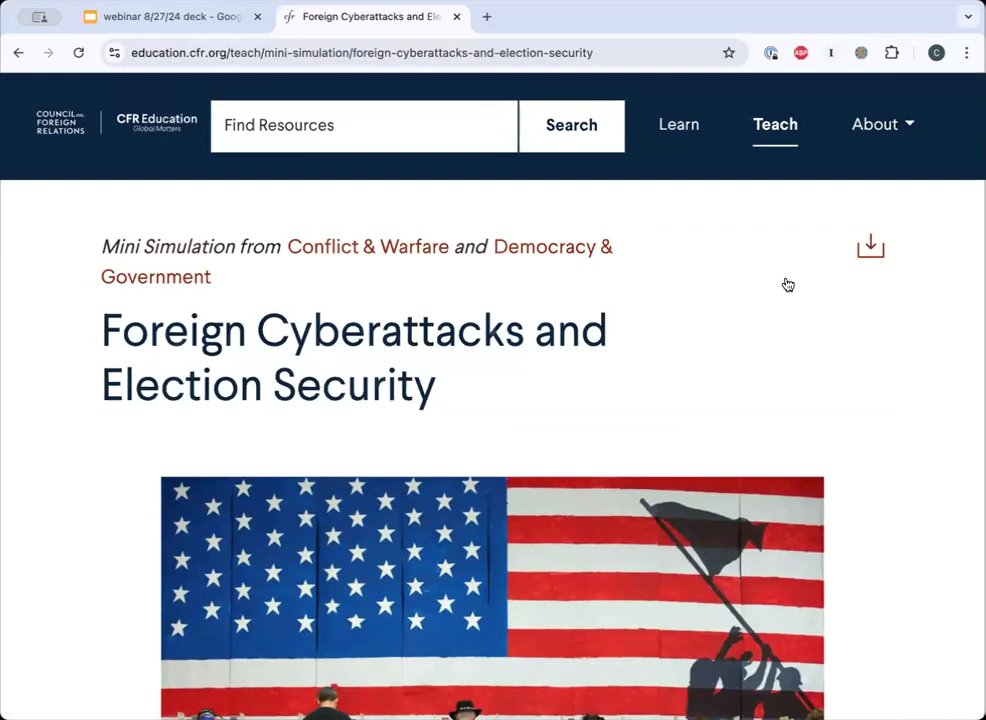 webinar 8/27/24 deck - Goog
Foreign Cyberattacks and Ele
education.cfr.org/teach/mini-simulation/foreign-cyberattacks-and-election-security
ABP
C
COUNCIL on FOREIGN RELATIONS
CFR Education
Global Matters
Find Resources
Search
Learn
Teach
About
Mini Simulation from Conflict & Warfare and Democracy &
Government
Foreign Cyberattacks and
Election Security